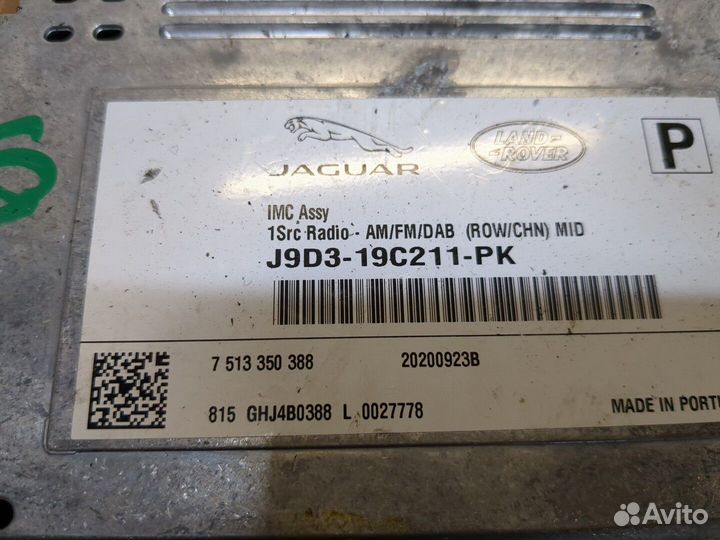 JAGUAR
LAND-
-ROVER
P
IMC Assy
1Src Radio - AM/FM/DAB (ROW/CHN) MID
J9D3-19C211-PK
7 513 350 388
20200923B
815 GHJ4B0388 L 0027778
MADE IN PORT
Avito